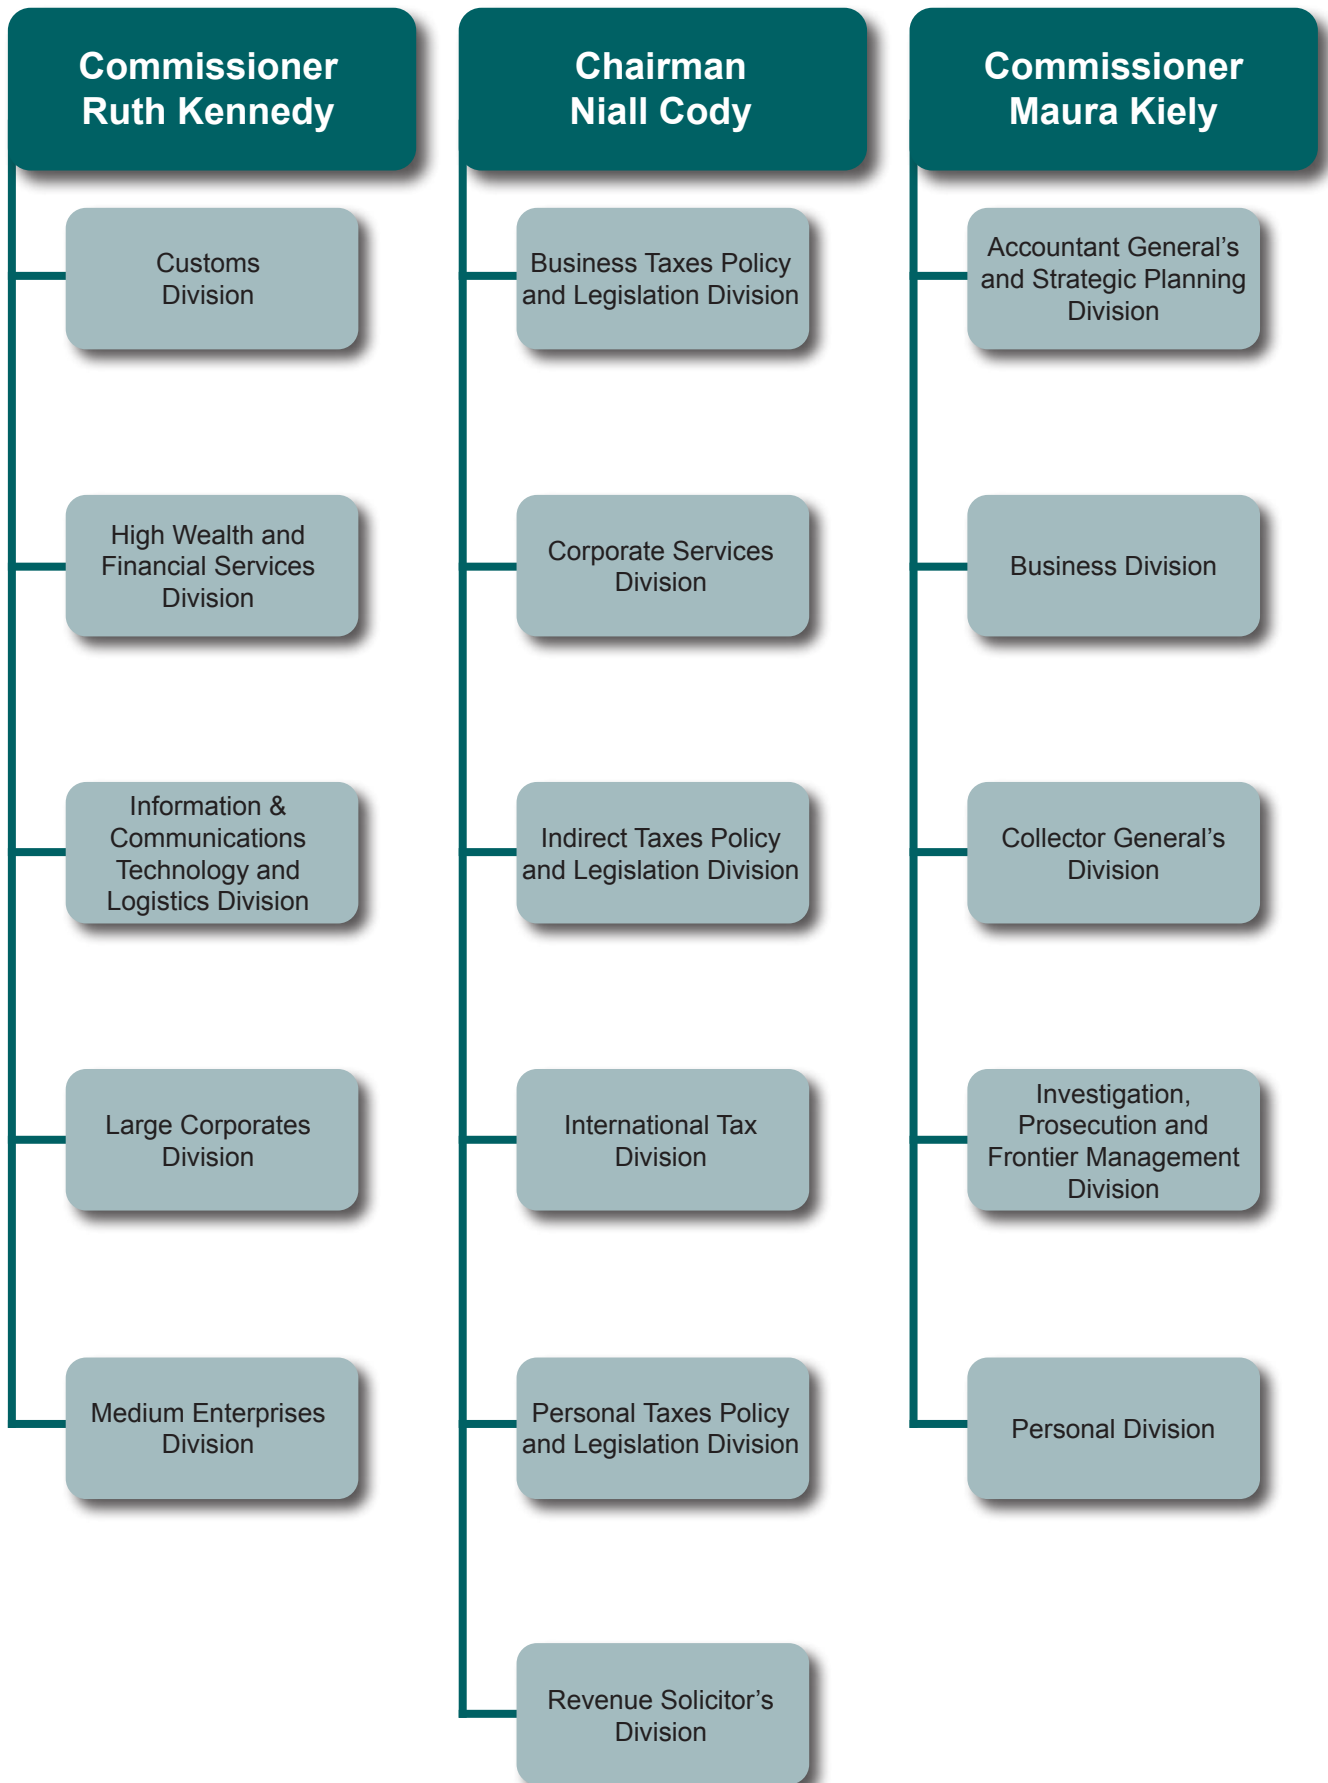 Commissioner
Ruth Kennedy
Customs
Division
High Wealth and
Financial Services
Division
Information &
Communications
Technology and
Logistics Division
Large Corporates
Division
Medium Enterprises
Division
Chairman
Niall Cody
Business Taxes Policy
and Legislation Division
Corporate Services
Division
Indirect Taxes Policy
and Legislation Division
International Tax
Division
Personal Taxes Policy
and Legislation Division
Revenue Solicitor’s
Division
Commissioner
Maura Kiely
Accountant General’s
and Strategic Planning
Division
Business Division
Collector General’s
Division
Investigation,
Prosecution and
Frontier Management
Division
Personal Division